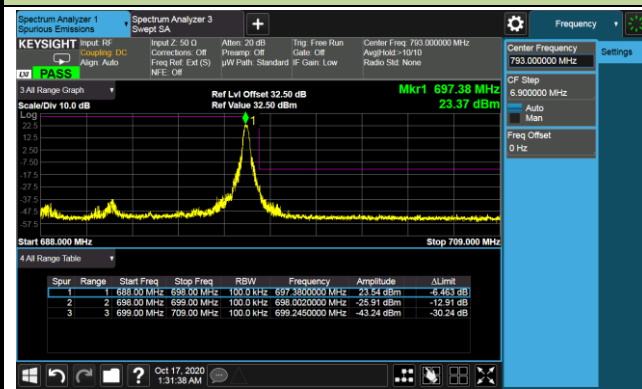 Spectrum Analyzer 1
Spurious Emissions
Spectrum Analyzer 3
Swept SA
Frequency
KEYSIGHT
Input: RF
Coupling: DC
Align: Auto
Input Z: 50 Ω
Corrections: Off
Freq Ref: Ext (S)
NFE: Off
Atten: 20 dB
Preamp: Off
µW Path: Standard
Trig: Free Run
Gate: Off
IF Gain: Low
Center Freq: 793.000000 MHz
Avg|Hold:>10/10
Radio Std: None
LXI PASS
Center Frequency
793.000000 MHz
Settings
CF Step
6.900000 MHz
Auto
Man
Freq Offset
0 Hz
3 All Range Graph
Scale/Div 10.0 dB
Ref Lvl Offset 32.50 dB
Ref Value 32.50 dBm
Mkr1 697.38 MHz
23.37 dBm
Log
1
22.5
12.5
2.50
-7.50
-17.5
-27.5
-37.5
-47.5
-57.5
Start 688.000 MHz
Stop 709.000 MHz
4 All Range Table
Spur Range Start Freq Stop Freq RBW Frequency Amplitude ΔLimit
1 1 688.00 MHz 698.00 MHz 100.0 kHz 697.3800000 MHz 23.54 dBm -6.463 dB
2 2 698.00 MHz 699.00 MHz 100.0 kHz 698.0020000 MHz -25.91 dBm -12.91 dB
3 3 699.00 MHz 709.00 MHz 100.0 kHz 699.2450000 MHz -43.24 dBm -30.24 dB
Oct 17, 2020
1:31:38 AM